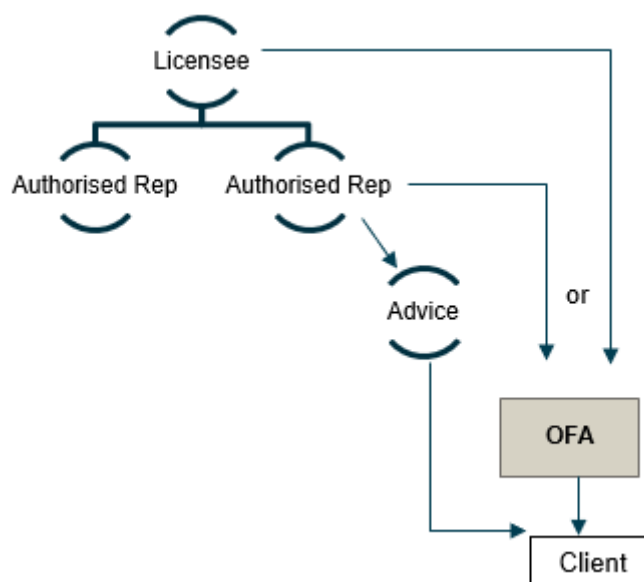 Licensee
Authorised Rep
Authorised Rep
Advice
or
OFA
Client